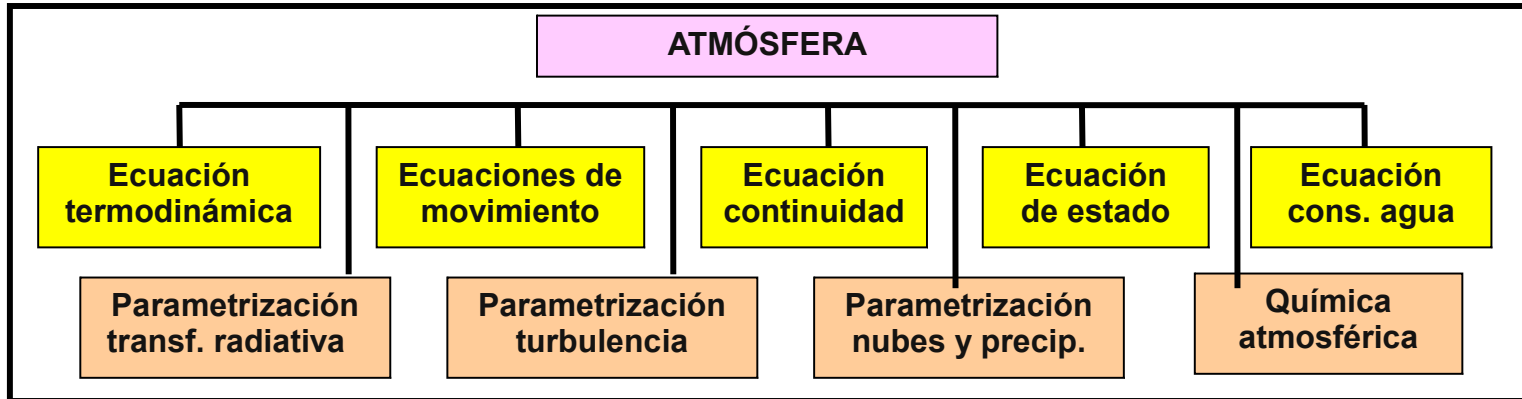 ATMÓSFERA
Ecuación
termodinámica
Ecuaciones de
movimiento
Ecuación
continuidad
Ecuación
de estado
Ecuación
cons. agua
Parametrización
transf. radiativa
Parametrización
turbulencia
Parametrización
nubes y precip.
Química
atmosférica